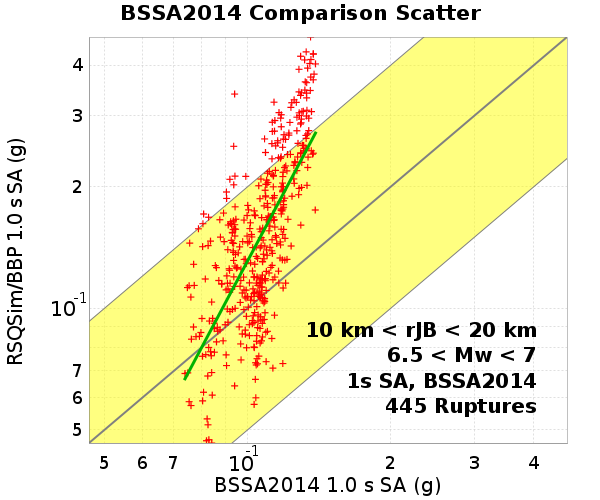 BSSA2014 Comparison Scatter
RSQSim/BBP 1.0 s SA (g)
4
3
2
10-1
7
6
5
10 km < rJB < 20 km
6.5 < Mw < 7
1s SA, BSSA2014
445 Ruptures
5 6 7 10-1 2 3 4
BSSA2014 1.0 s SA (g)